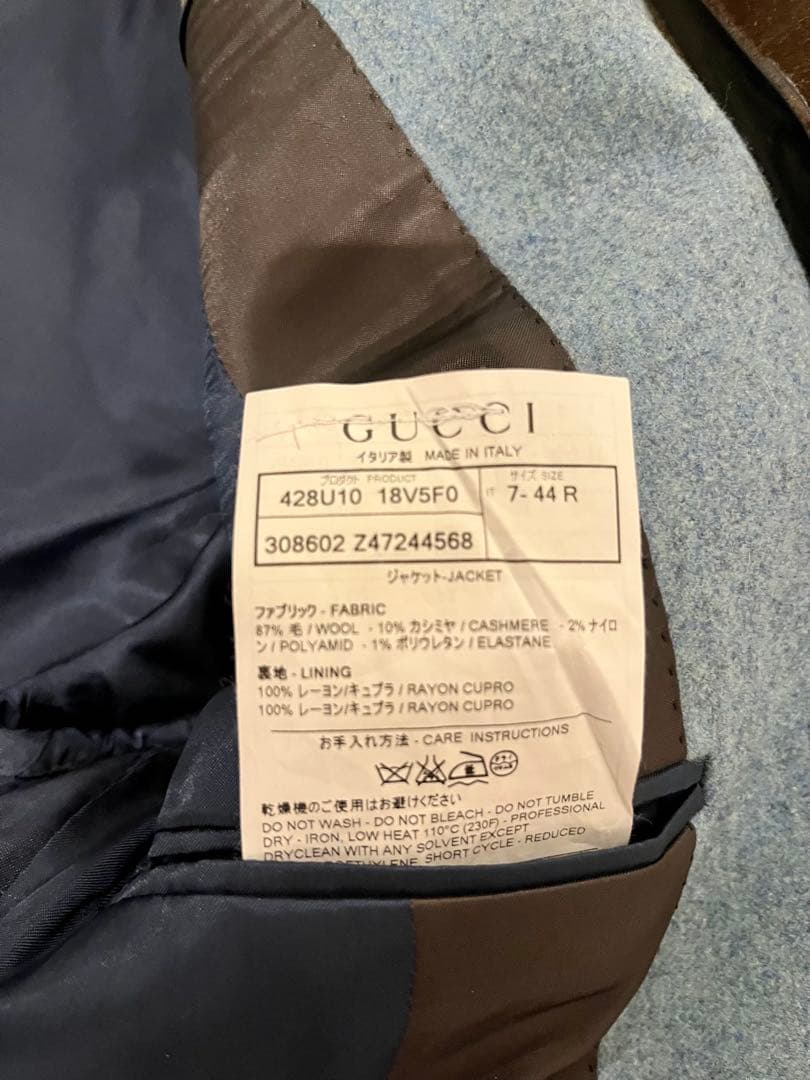 GUCCI
イタリア製 MADE IN ITALY
プロダクト PRODUCT
サイズ SIZE
428U10 18V5F0
IT 7- 44 R
308602 Z47244568
ジャケット-JACKET
ファブリック - FABRIC
87% 毛 / WOOL - 10% カシミヤ / CASHMERE - 2% ナイロ
ン / POLYAMID - 1% ポリウレタン / ELASTANE
裏地 - LINING
100% レーヨン/キュプラ / RAYON CUPRO
100% レーヨン/キュプラ / RAYON CUPRO
お手入れ方法 - CARE INSTRUCTIONS
乾燥機のご使用はお避けください
DO NOT WASH - DO NOT BLEACH - DO NOT TUMBLE
DRY - IRON, LOW HEAT 110°C (230F) - PROFESSIONAL
DRYCLEAN WITH ANY SOLVENT EXCEPT
SHORT CYCLE - REDUCED